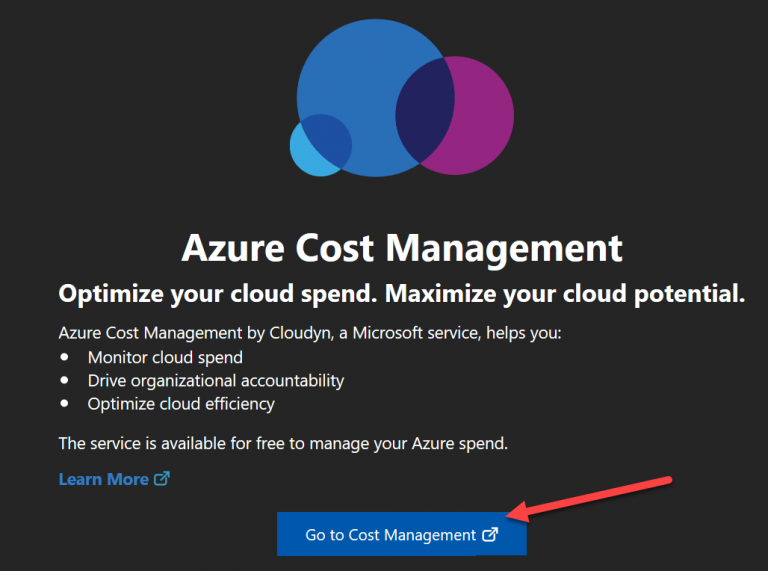 Azure Cost Management
Optimize your cloud spend. Maximize your cloud potential.
Azure Cost Management by Cloudyn, a Microsoft service, helps you:
• Monitor cloud spend
• Drive organizational accountability
• Optimize cloud efficiency
The service is available for free to manage your Azure spend.
Learn More
Go to Cost Management